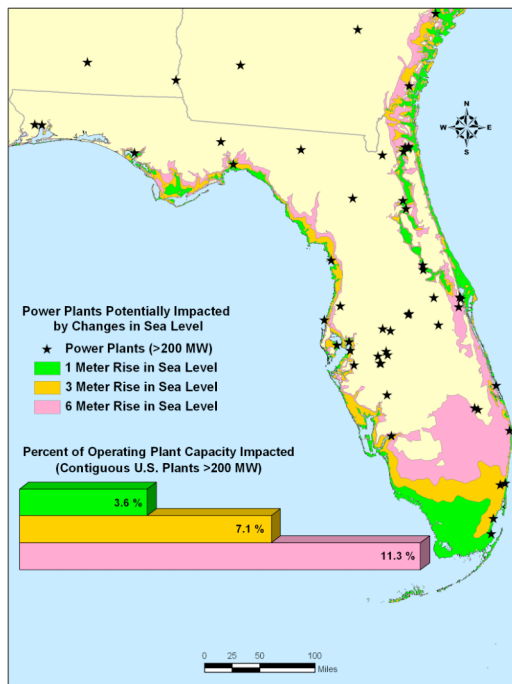 N
W E
S
Power Plants Potentially Impacted
by Changes in Sea Level
Power Plants (>200 MW)
1 Meter Rise in Sea Level
3 Meter Rise in Sea Level
6 Meter Rise in Sea Level
Percent of Operating Plant Capacity Impacted
(Contiguous U.S. Plants >200 MW)
3.6 %
7.1 %
11.3 %
0 25 50 100
Miles